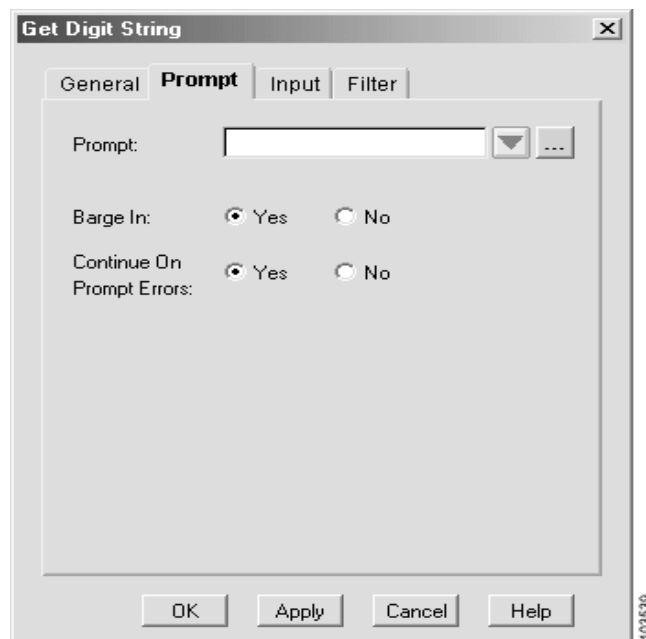 Get Digit String
General Prompt Input Filter
Prompt:
...
Barge In: Yes No
Continue On
Prompt Errors: Yes No
OK Apply Cancel Help
103539